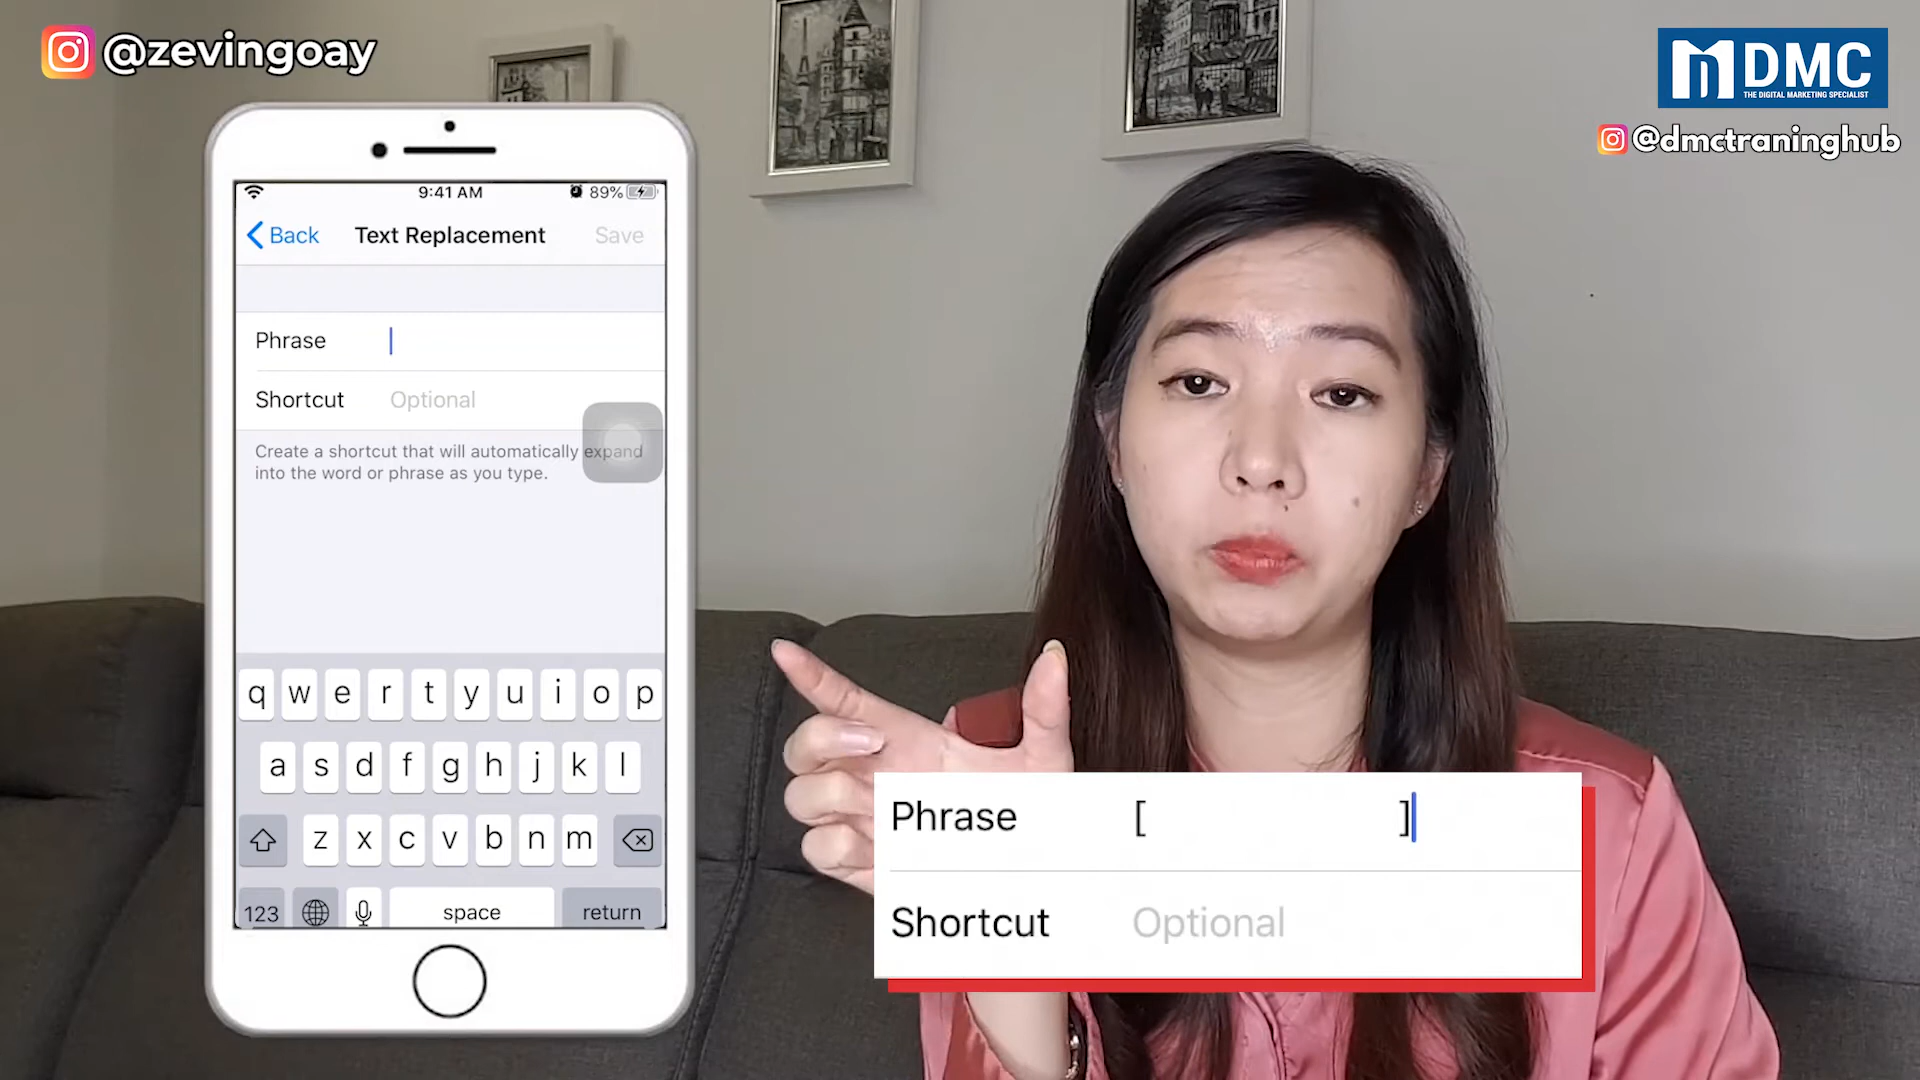 @zevingoay
DMC
THE DIGITAL MARKETING SPECIALIST
@dmctraninghub
9:41 AM
89%
Back
Text Replacement
Save
Phrase
Shortcut
Optional
Create a shortcut that will automatically expand
into the word or phrase as you type.
q w e r t y u i o p
a s d f g h j k l
z x c v b n m
123
space
return
Phrase [ ]
Shortcut Optional